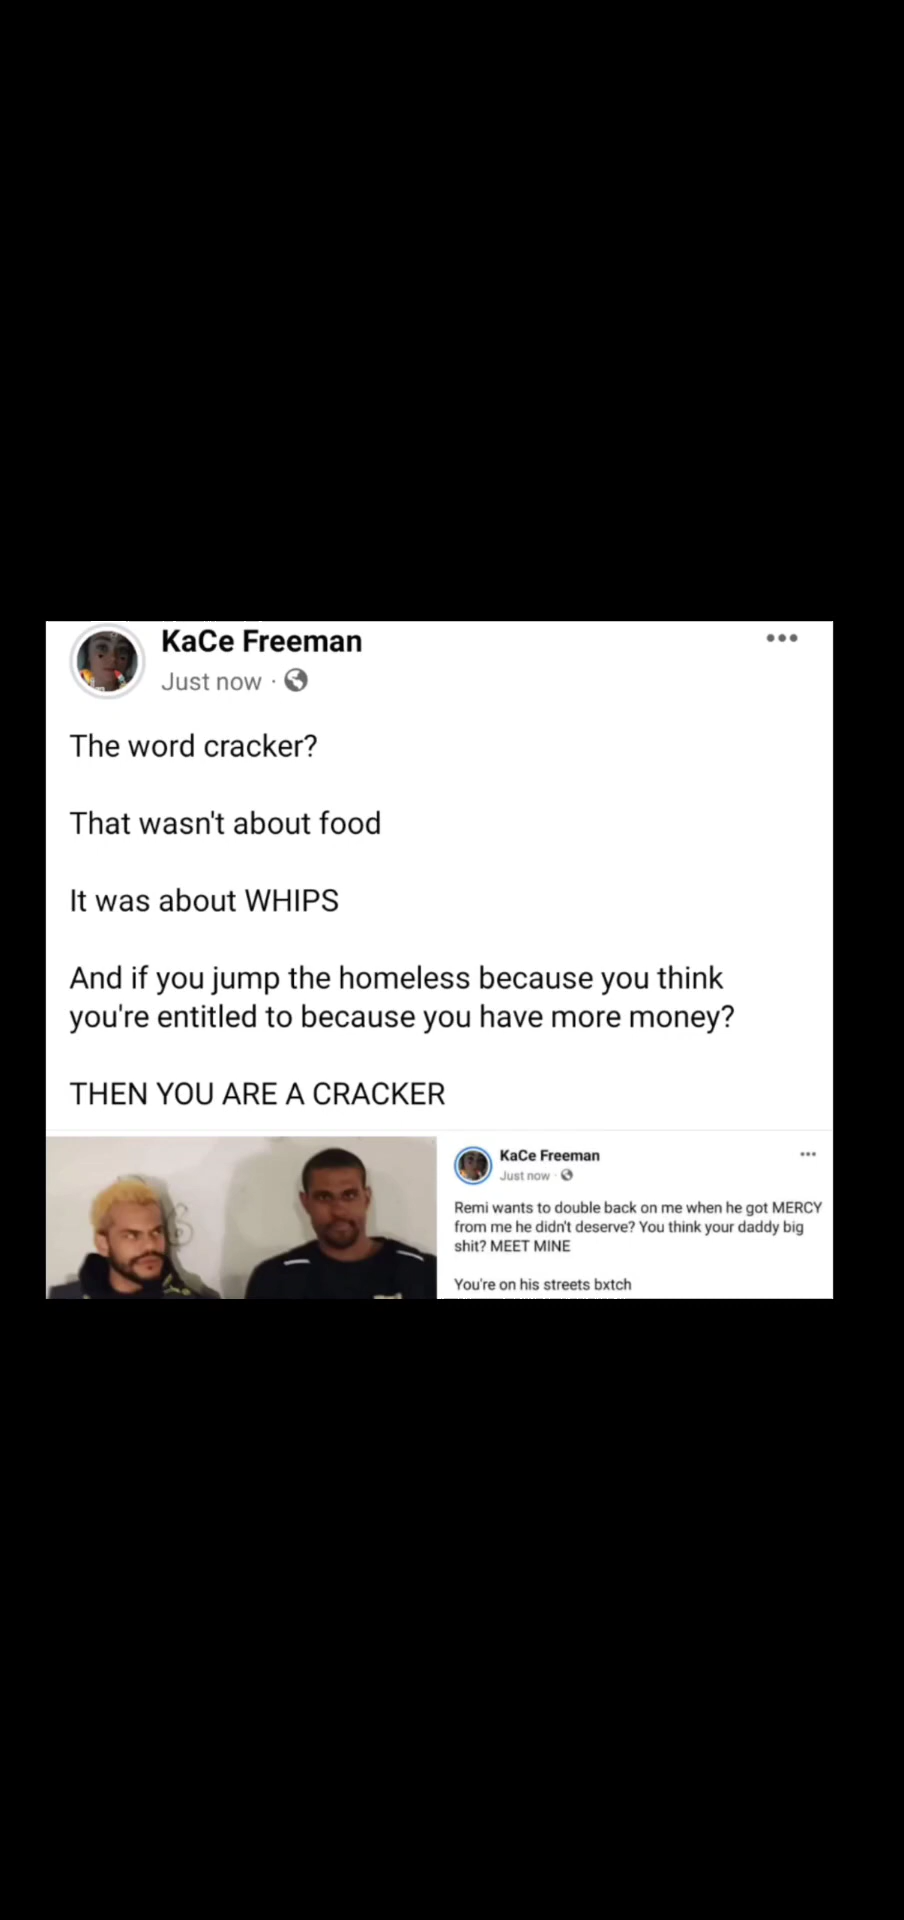 KaCe Freeman
Just now
The word cracker?
That wasn't about food
It was about WHIPS
And if you jump the homeless because you think
you're entitled to because you have more money?
THEN YOU ARE A CRACKER
KaCe Freeman
Just now
Remi wants to double back on me when he got MERCY
from me he didn't deserve? You think your daddy big
shit? MEET MINE
You're on his streets bxtch